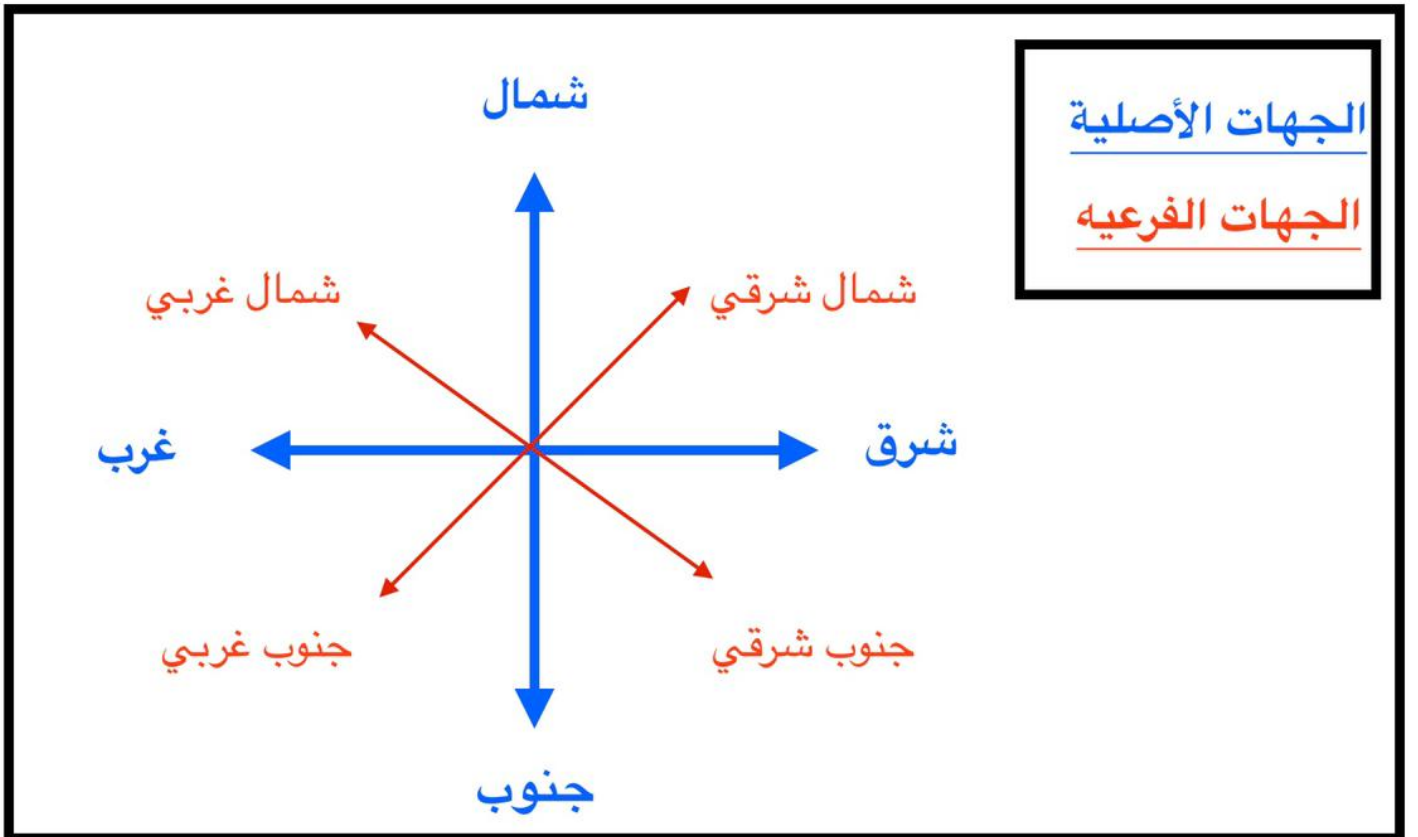 شمال
الجهات الأصلية
الجهات الفرعيه
شمال شرقي
شمال غربي
شرق
غرب
جنوب شرقي
جنوب غربي
جنوب